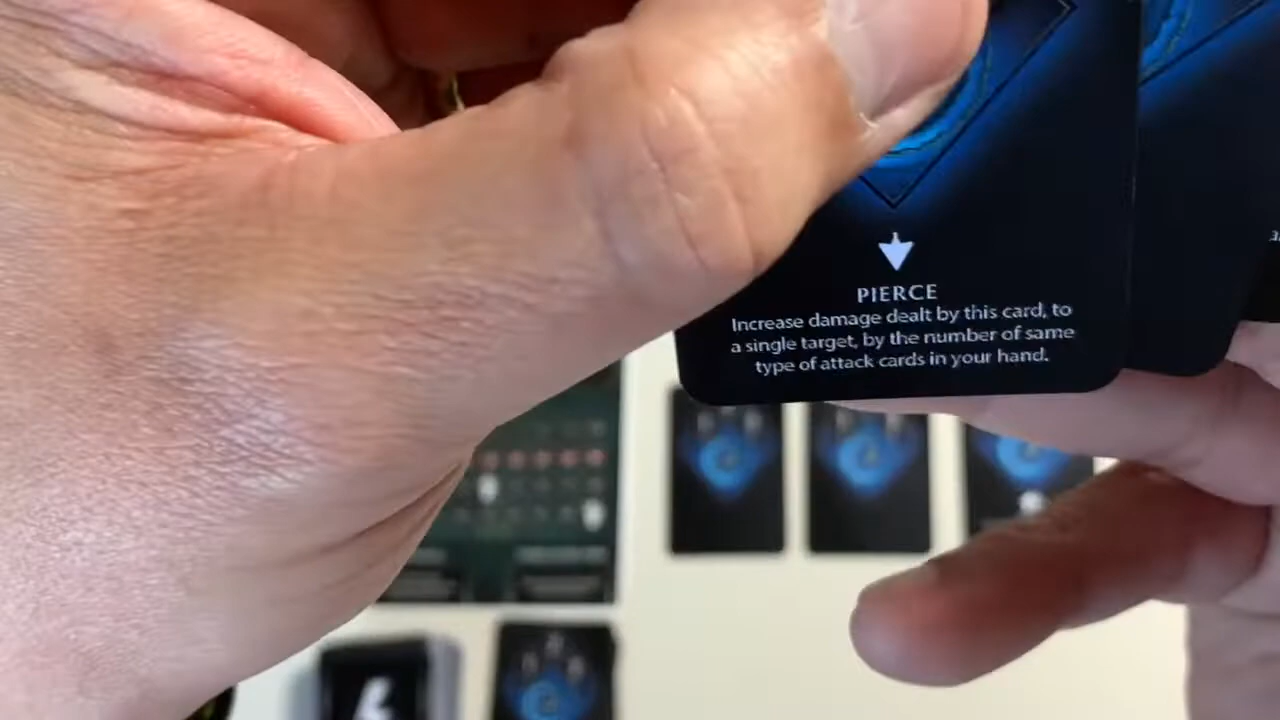 PIERCE
Increase damage dealt by this card, to
a single target, by the number of same
type of attack cards in your hand.